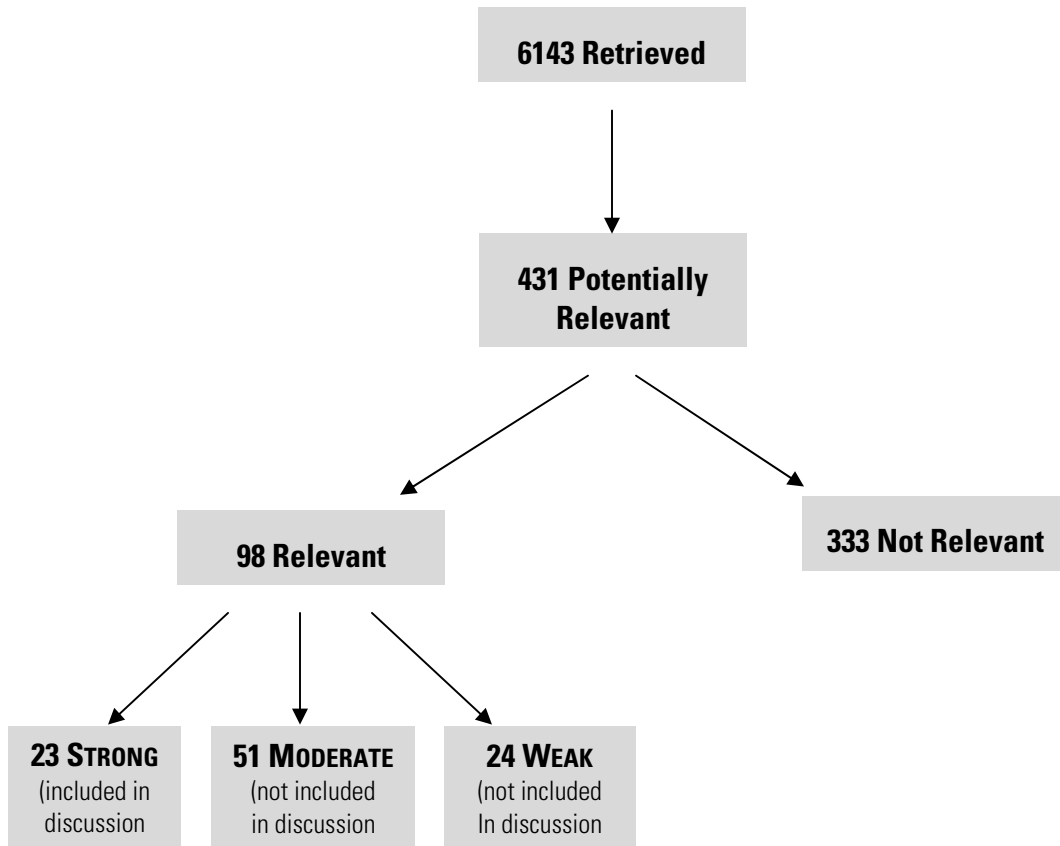 6143 Retrieved
431 Potentially
Relevant
98 Relevant
333 Not Relevant
23 STRONG
(included in
discussion
51 MODERATE
(not included
in discussion
24 WEAK
(not included
In discussion